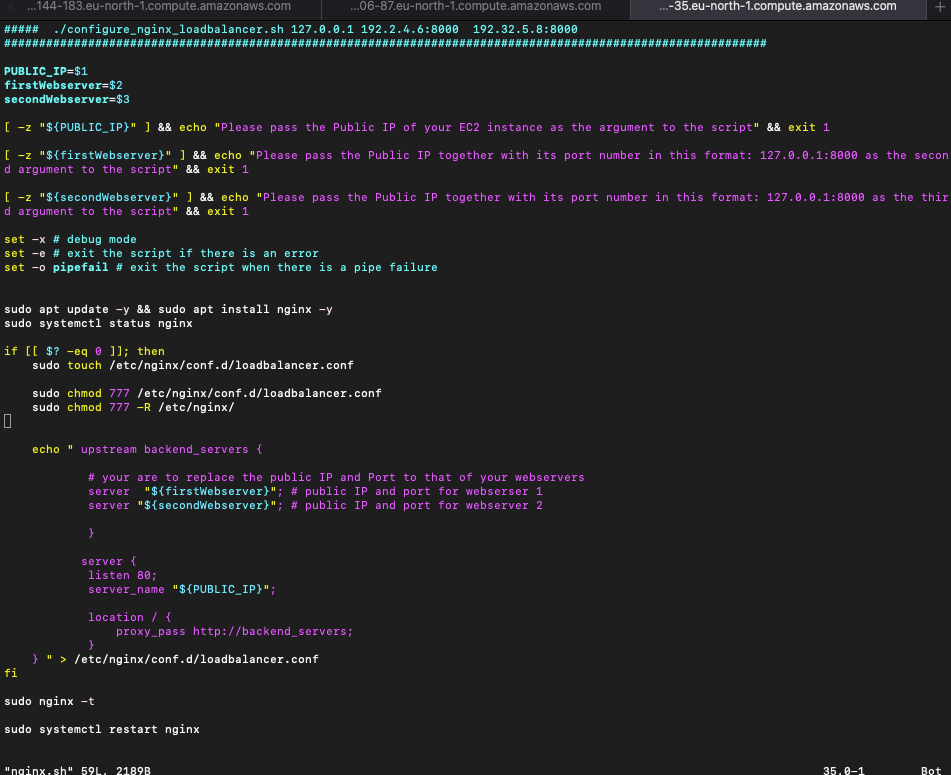 ...144-183.eu-north-1.compute.amazonaws.com ...06-87.eu-north-1.compute.amazonaws.com ...-35.eu-north-1.compute.amazonaws.com +
#####  ./configure_nginx_loadbalancer.sh 127.0.0.1 192.2.4.6:8000  192.32.5.8:8000
#############################################################################################################
PUBLIC_IP=$1
firstWebserver=$2
secondWebserver=$3
[ -z "${PUBLIC_IP}" ] && echo "Please pass the Public IP of your EC2 instance as the argument to the script" && exit 1
[ -z "${firstWebserver}" ] && echo "Please pass the Public IP together with its port number in this format: 127.0.0.1:8000 as the secon
d argument to the script" && exit 1
[ -z "${secondWebserver}" ] && echo "Please pass the Public IP together with its port number in this format: 127.0.0.1:8000 as the thir
d argument to the script" && exit 1
set -x # debug mode
set -e # exit the script if there is an error
set -o pipefail # exit the script when there is a pipe failure
sudo apt update -y && sudo apt install nginx -y
sudo systemctl status nginx
if [[ $? -eq 0 ]]; then
    sudo touch /etc/nginx/conf.d/loadbalancer.conf
    sudo chmod 777 /etc/nginx/conf.d/loadbalancer.conf
    sudo chmod 777 -R /etc/nginx/
    echo " upstream backend_servers {
            # your are to replace the public IP and Port to that of your webservers
            server  "${firstWebserver}"; # public IP and port for webserser 1
            server "${secondWebserver}"; # public IP and port for webserver 2
            }
           server {
            listen 80;
            server_name "${PUBLIC_IP}";
            location / {
                proxy_pass http://backend_servers;
            }
    } " > /etc/nginx/conf.d/loadbalancer.conf
fi
sudo nginx -t
sudo systemctl restart nginx
"nginx.sh" 59L, 2189B 35,0-1 Bot